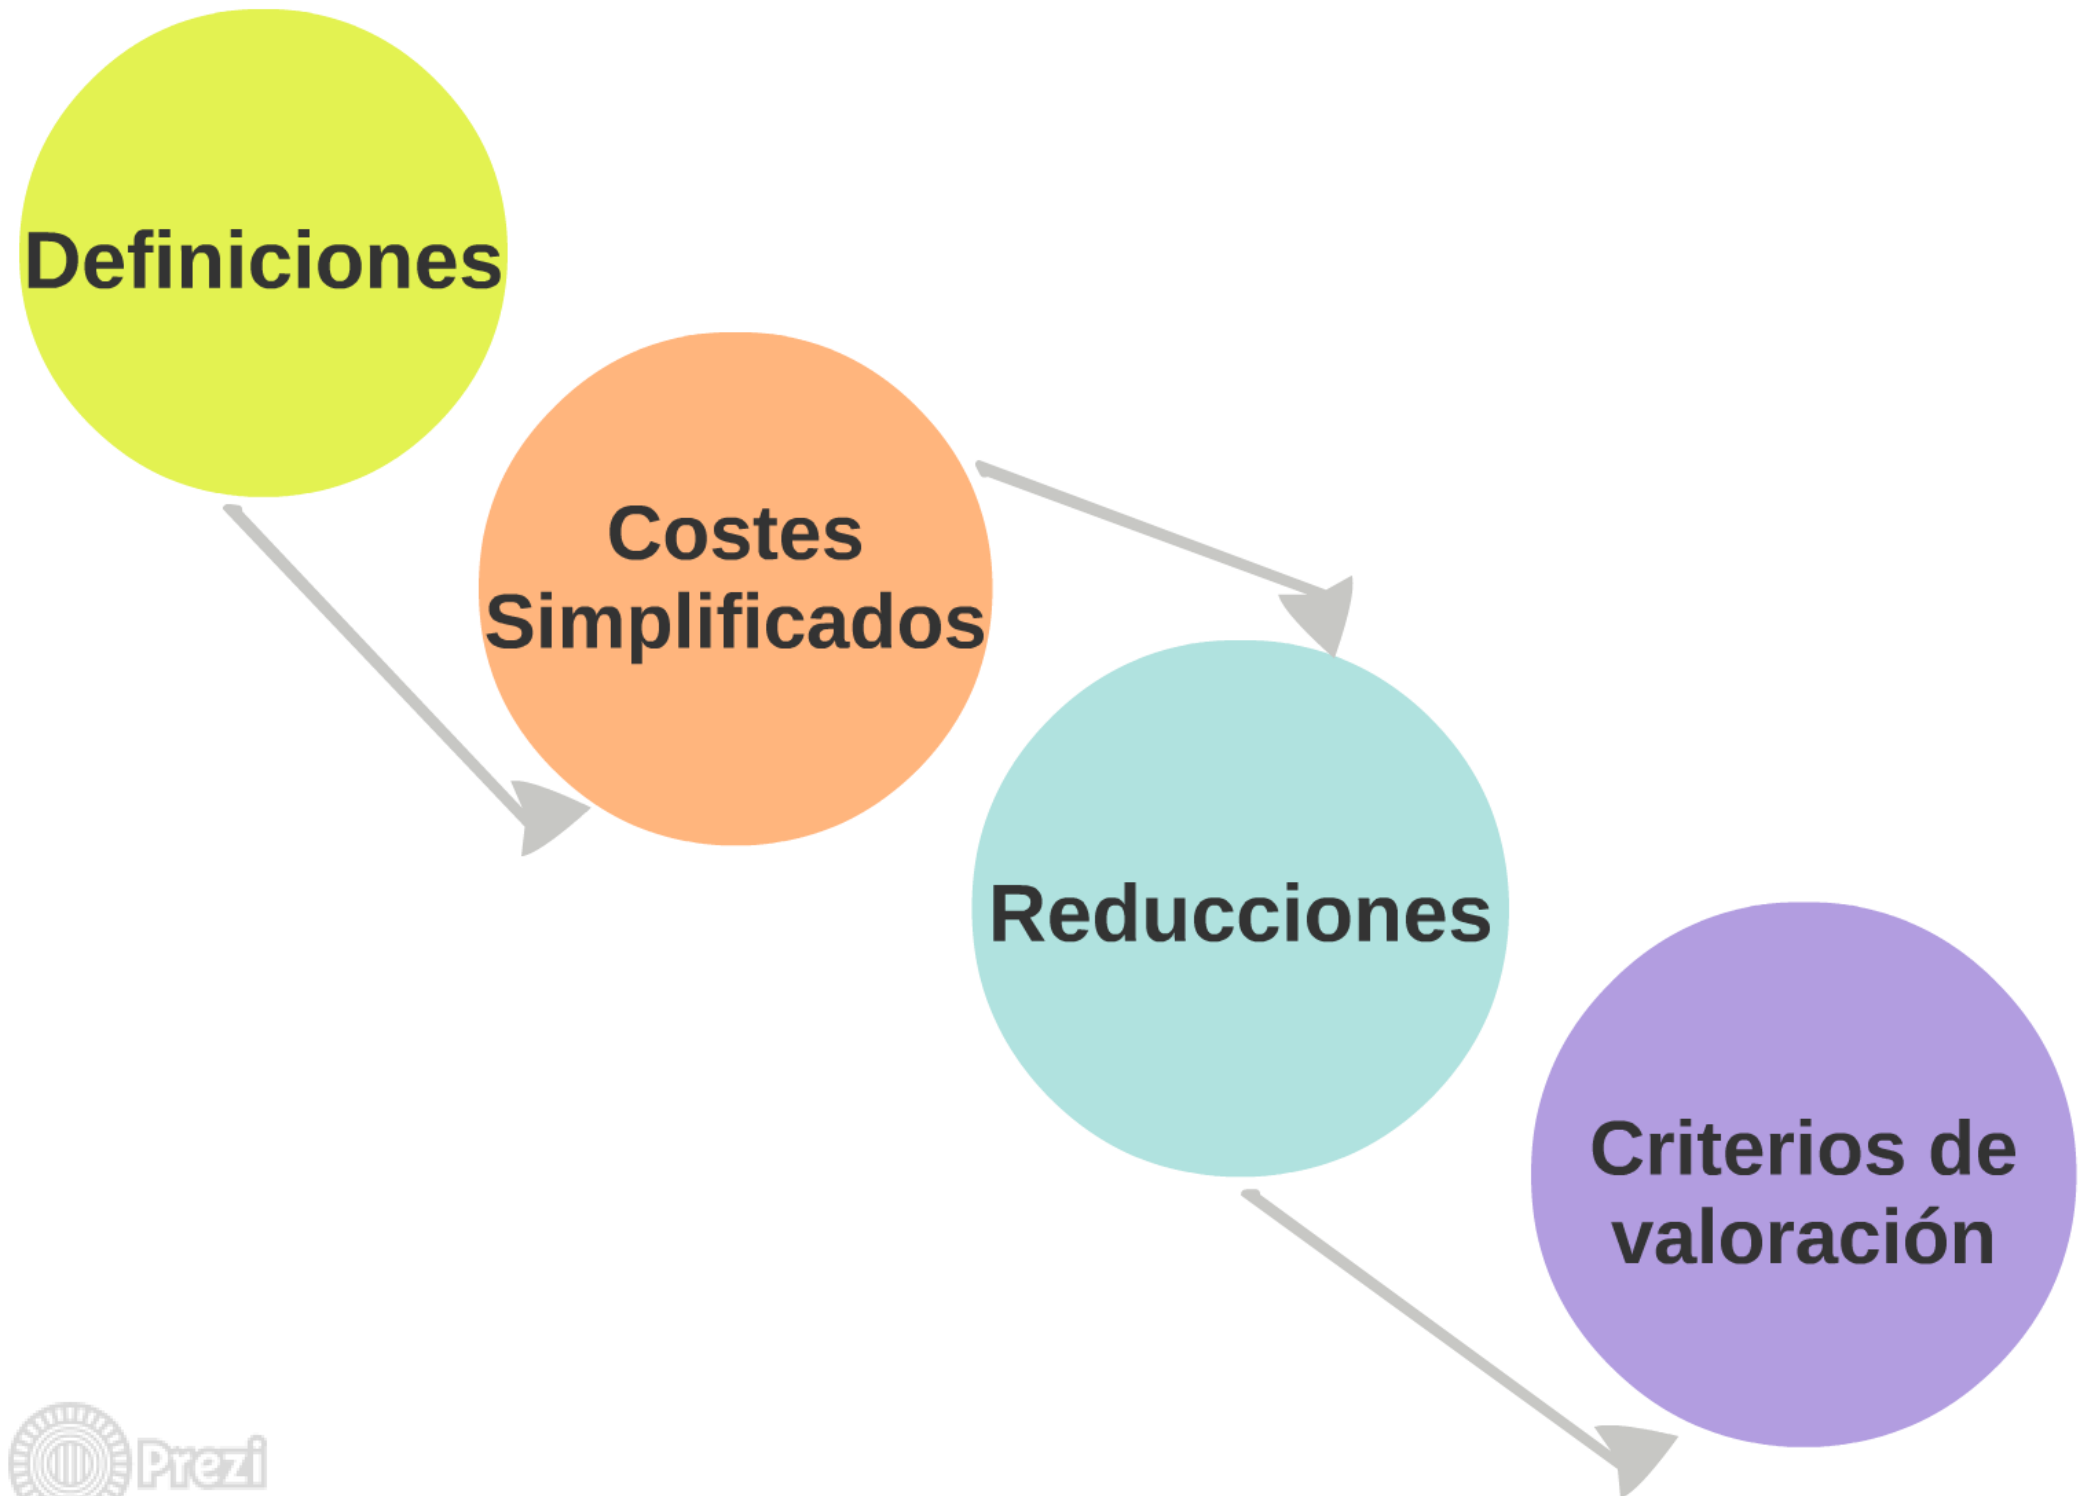 Definiciones
Costes
Simplificados
Reducciones
Criterios de
valoración
Prezi